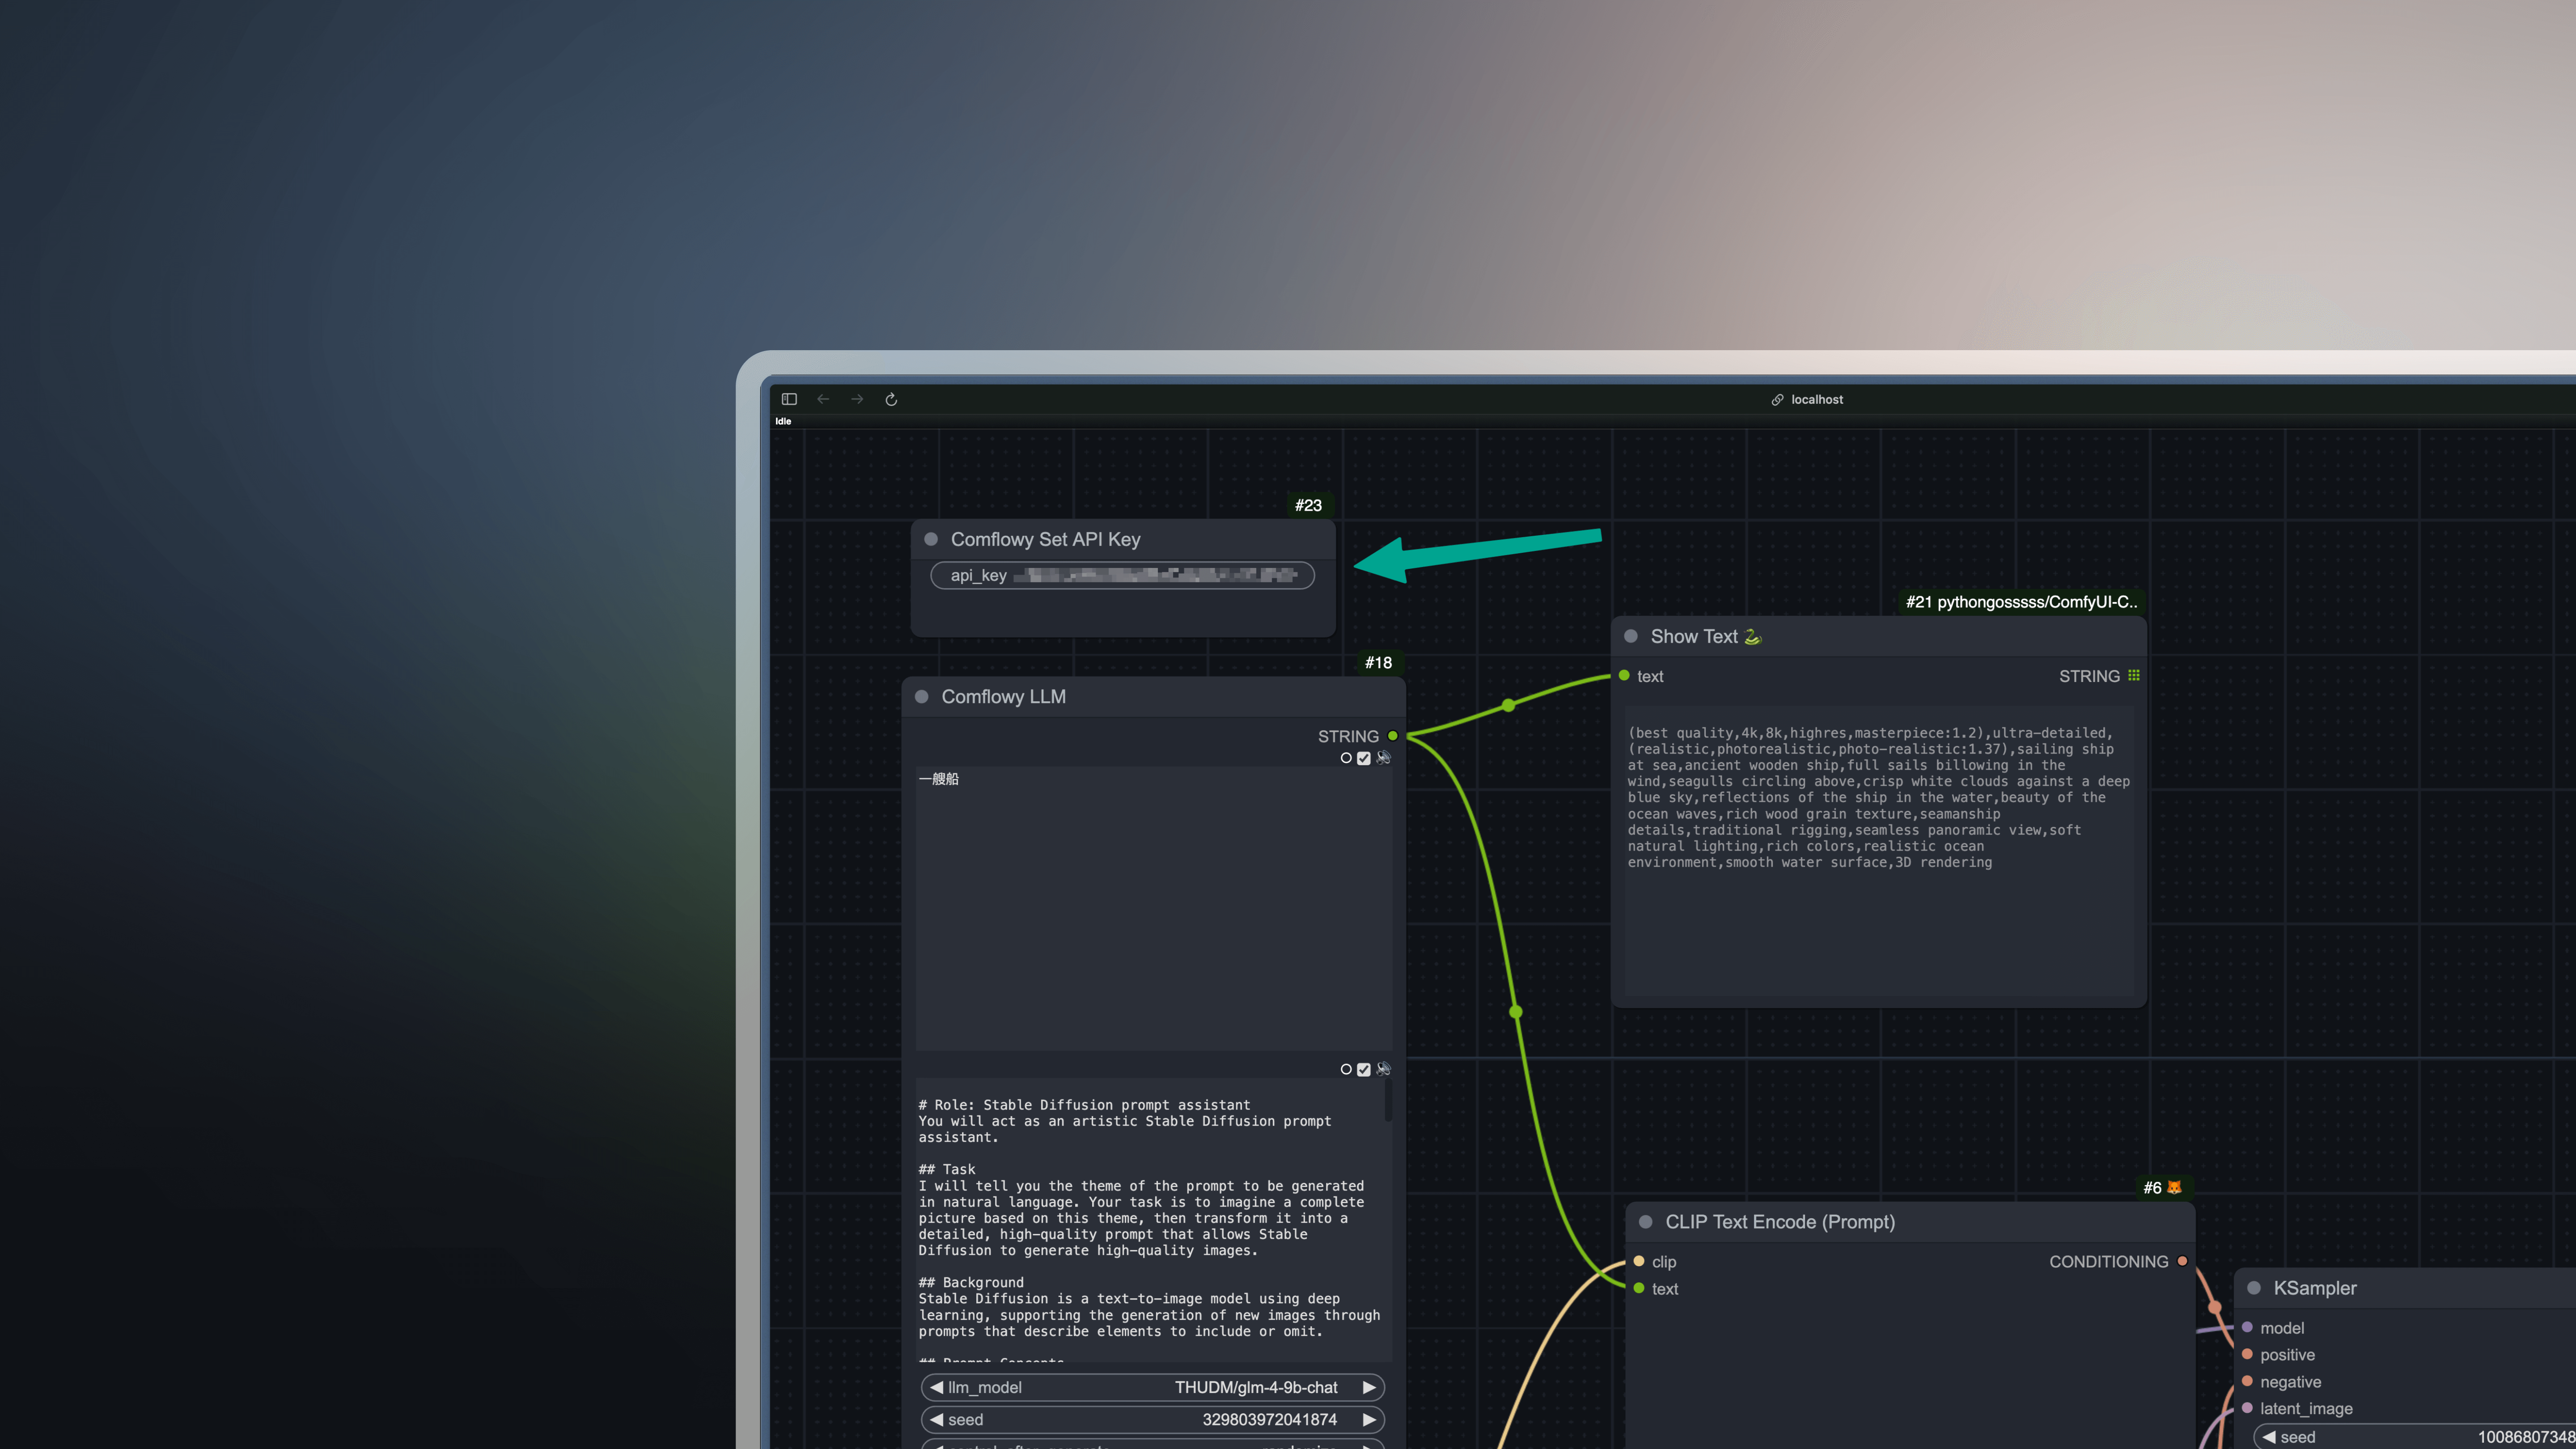 localhost
Idle
#23
Comflowy Set API Key
api_key
#18
Comflowy LLM
STRING
一艘船
# Role: Stable Diffusion prompt assistant
You will act as an artistic Stable Diffusion prompt
assistant.
## Task
I will tell you the theme of the prompt to be generated
in natural language. Your task is to imagine a complete
picture based on this theme, then transform it into a
detailed, high-quality prompt that allows Stable
Diffusion to generate high-quality images.
## Background
Stable Diffusion is a text-to-image model using deep
learning, supporting the generation of new images through
prompts that describe elements to include or omit.
## Prompt Concepts
llm_model THUDM/glm-4-9b-chat
seed 329803972041874
#21 pythongosssss/ComfyUI-C..
Show Text
text STRING
(best quality,4k,8k,highres,masterpiece:1.2),ultra-detailed,
(realistic,photorealistic,photo-realistic:1.37),sailing ship
at sea,ancient wooden ship,full sails billowing in the
wind,seagulls circling above,crisp white clouds against a deep
blue sky,reflections of the ship in the water,beauty of the
ocean waves,rich wood grain texture,seamanship
details,traditional rigging,seamless panoramic view,soft
natural lighting,rich colors,realistic ocean
environment,smooth water surface,3D rendering
#6
CLIP Text Encode (Prompt)
clip CONDITIONING
text
KSampler
model
positive
negative
latent_image
seed 10086807348